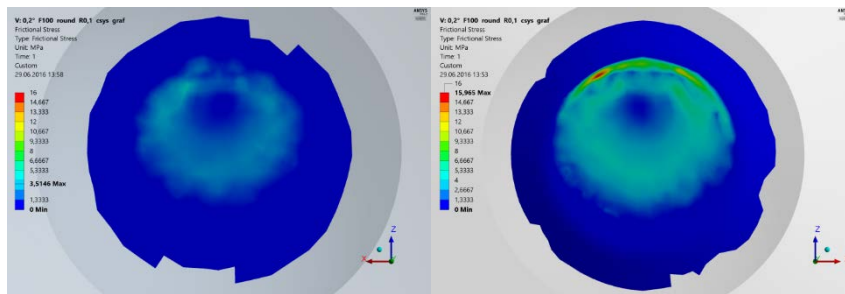 V: 0,2° F100 round R0,1 csys graf
Frictional Stress
Type: Frictional Stress
Unit: MPa
Time: 1
Custom
29.06.2016 13:58
16
14,667
13,333
12
10,667
9,3333
8
6,6667
5,3333
3,5146 Max
1,3333
0 Min
ANSYS
Z
X
V: 0,2° F100 round R0,1 csys graf
Frictional Stress
Type: Frictional Stress
Unit: MPa
Time: 1
Custom
29.06.2016 13:53
16
15,965 Max
14,667
13,333
12
10,667
9,3333
8
6,6667
5,3333
4
2,6667
1,3333
0 Min
ANSYS
Z